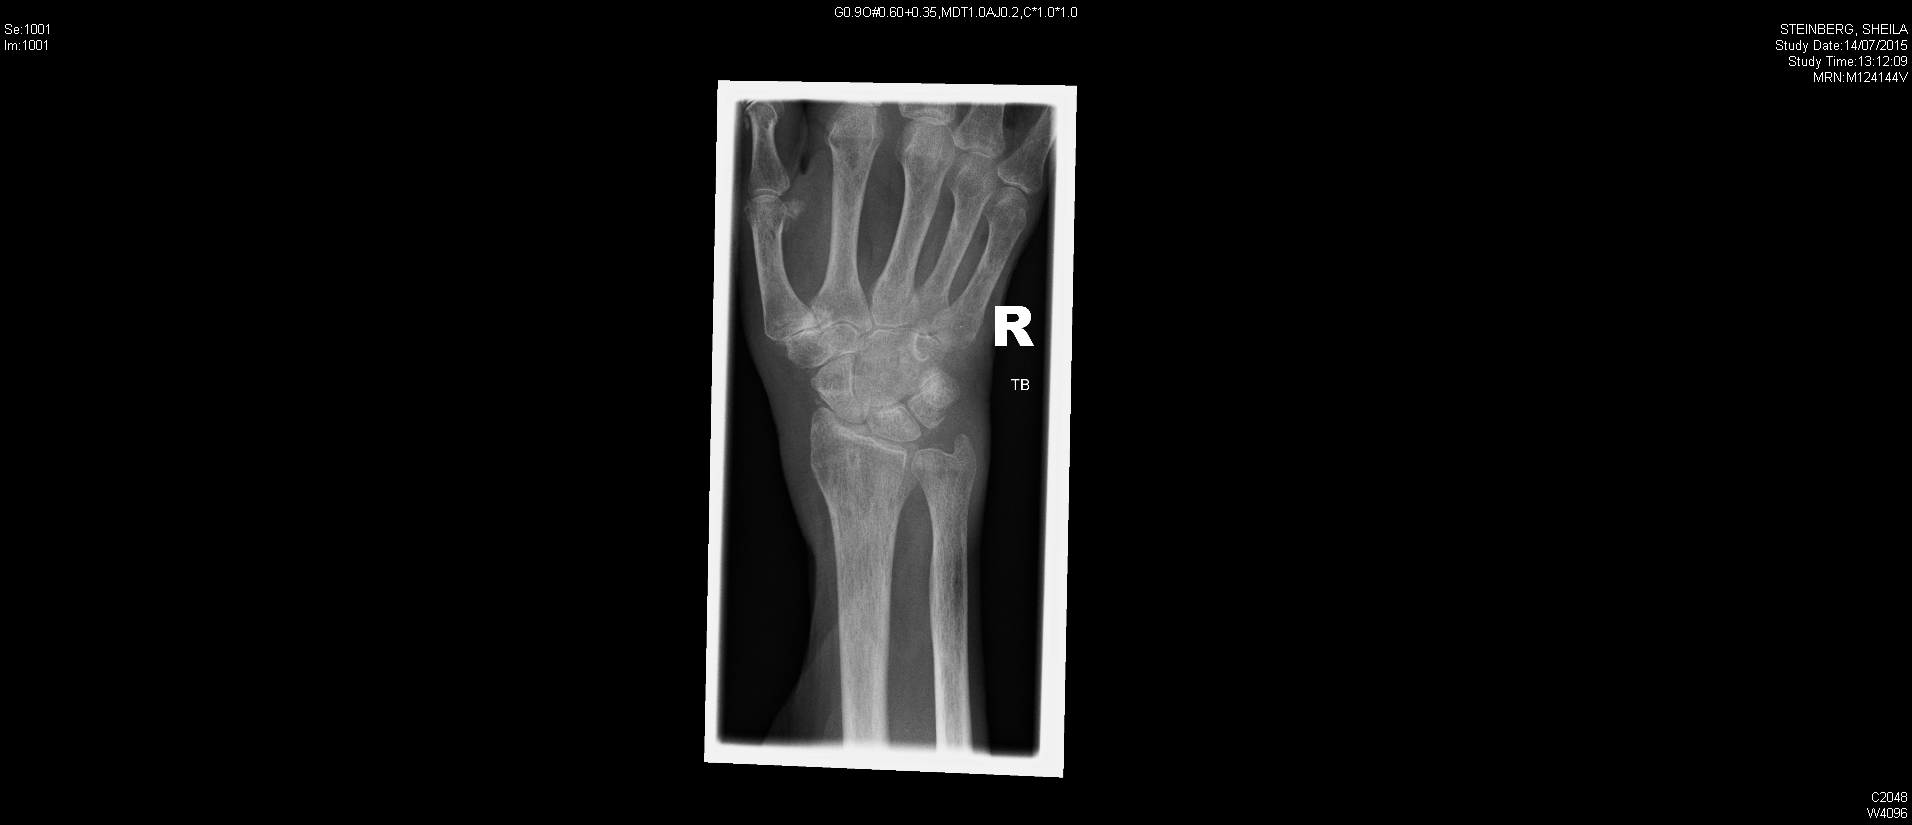 G0.9O#0.60+0.35,MDT1.0AJ0.2,C*1.0*1.0
Se:1001
Im:1001
STEINBERG, SHEILA
Study Date:14/07/2015
Study Time:13:12:09
MRN:M124144V
R
TB
C2048
W4096